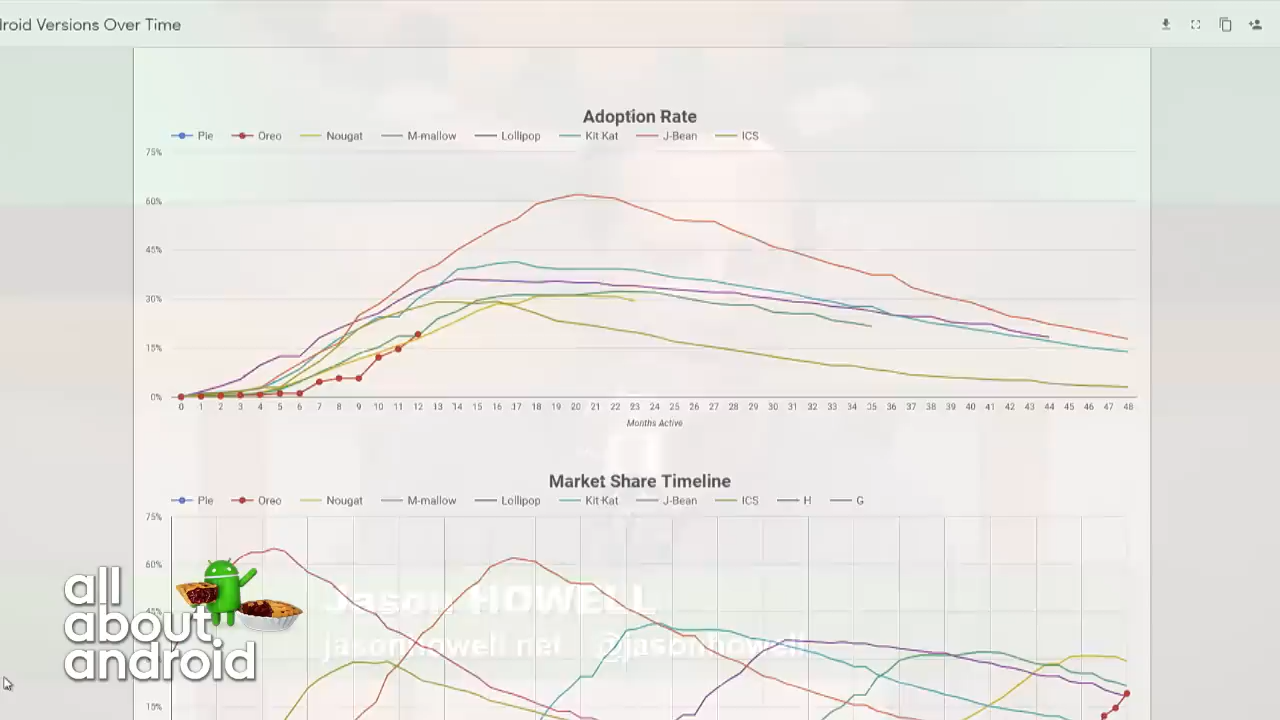 droid Versions Over Time
Adoption Rate
Pie Oreo Nougat M-mallow Lollipop Kit Kat J-Bean ICS
75%
60%
45%
30%
15%
0%
0 1 2 3 4 5 6 7 8 9 10 11 12 13 14 15 16 17 18 19 20 21 22 23 24 25 26 27 28 29 30 31 32 33 34 35 36 37 38 39 40 41 42 43 44 45 46 47 48
Months Active
Market Share Timeline
Pie Oreo Nougat M-mallow Lollipop Kit Kat J-Bean ICS H G
75%
60%
45%
15%
all
about
android
Jason HOWELL
jasonhowell.net @jasonhowell